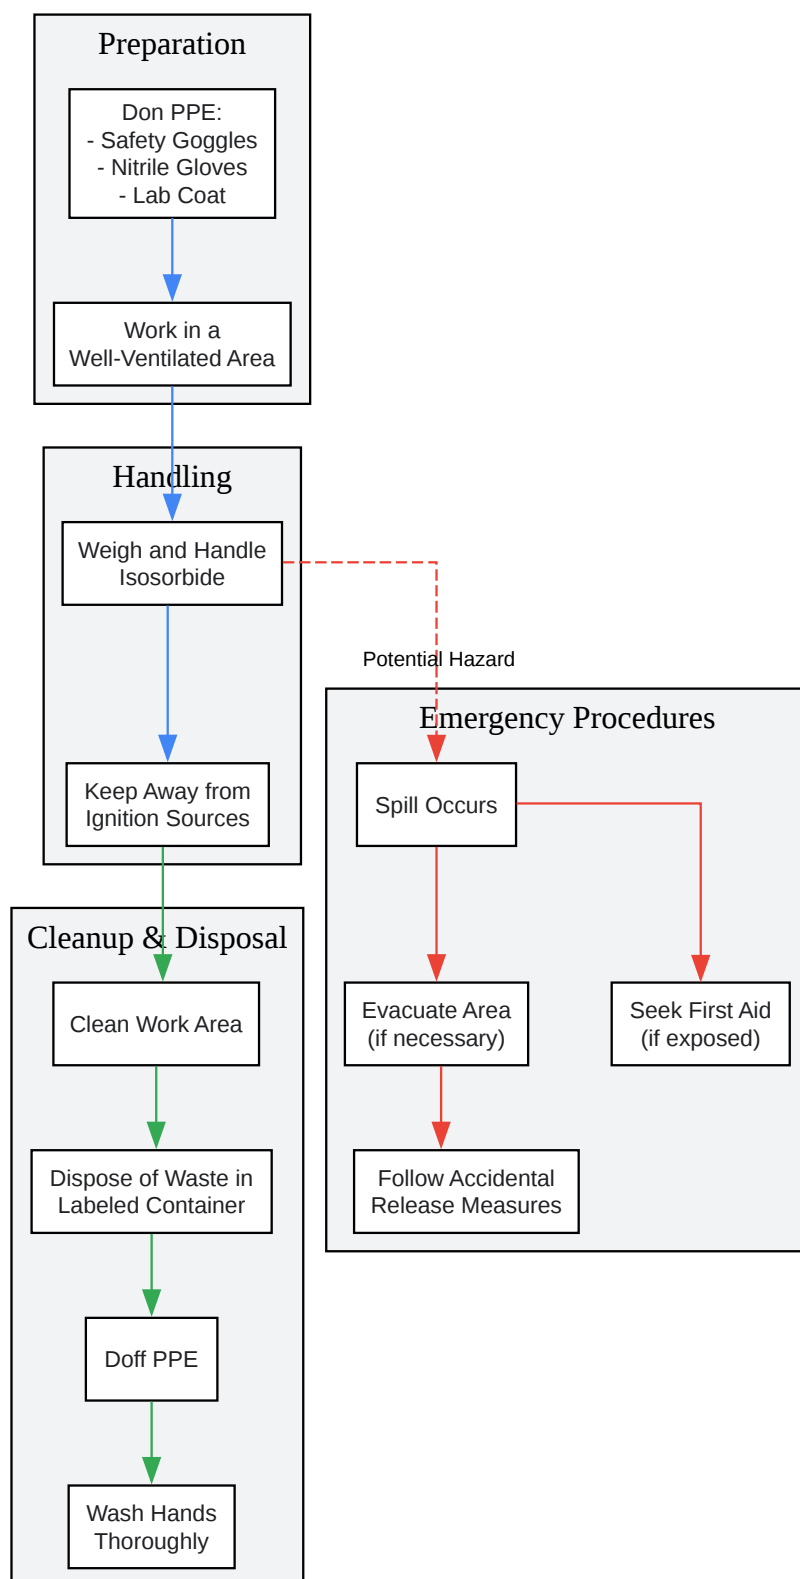 Preparation
Don PPE:
- Safety Goggles
- Nitrile Gloves
- Lab Coat
Work in a
Well-Ventilated Area
Handling
Weigh and Handle
Isosorbide
Potential Hazard
Keep Away from
Ignition Sources
Emergency Procedures
Spill Occurs
Evacuate Area
(if necessary)
Seek First Aid
(if exposed)
Follow Accidental
Release Measures
Cleanup & Disposal
Clean Work Area
Dispose of Waste in
Labeled Container
Doff PPE
Wash Hands
Thoroughly